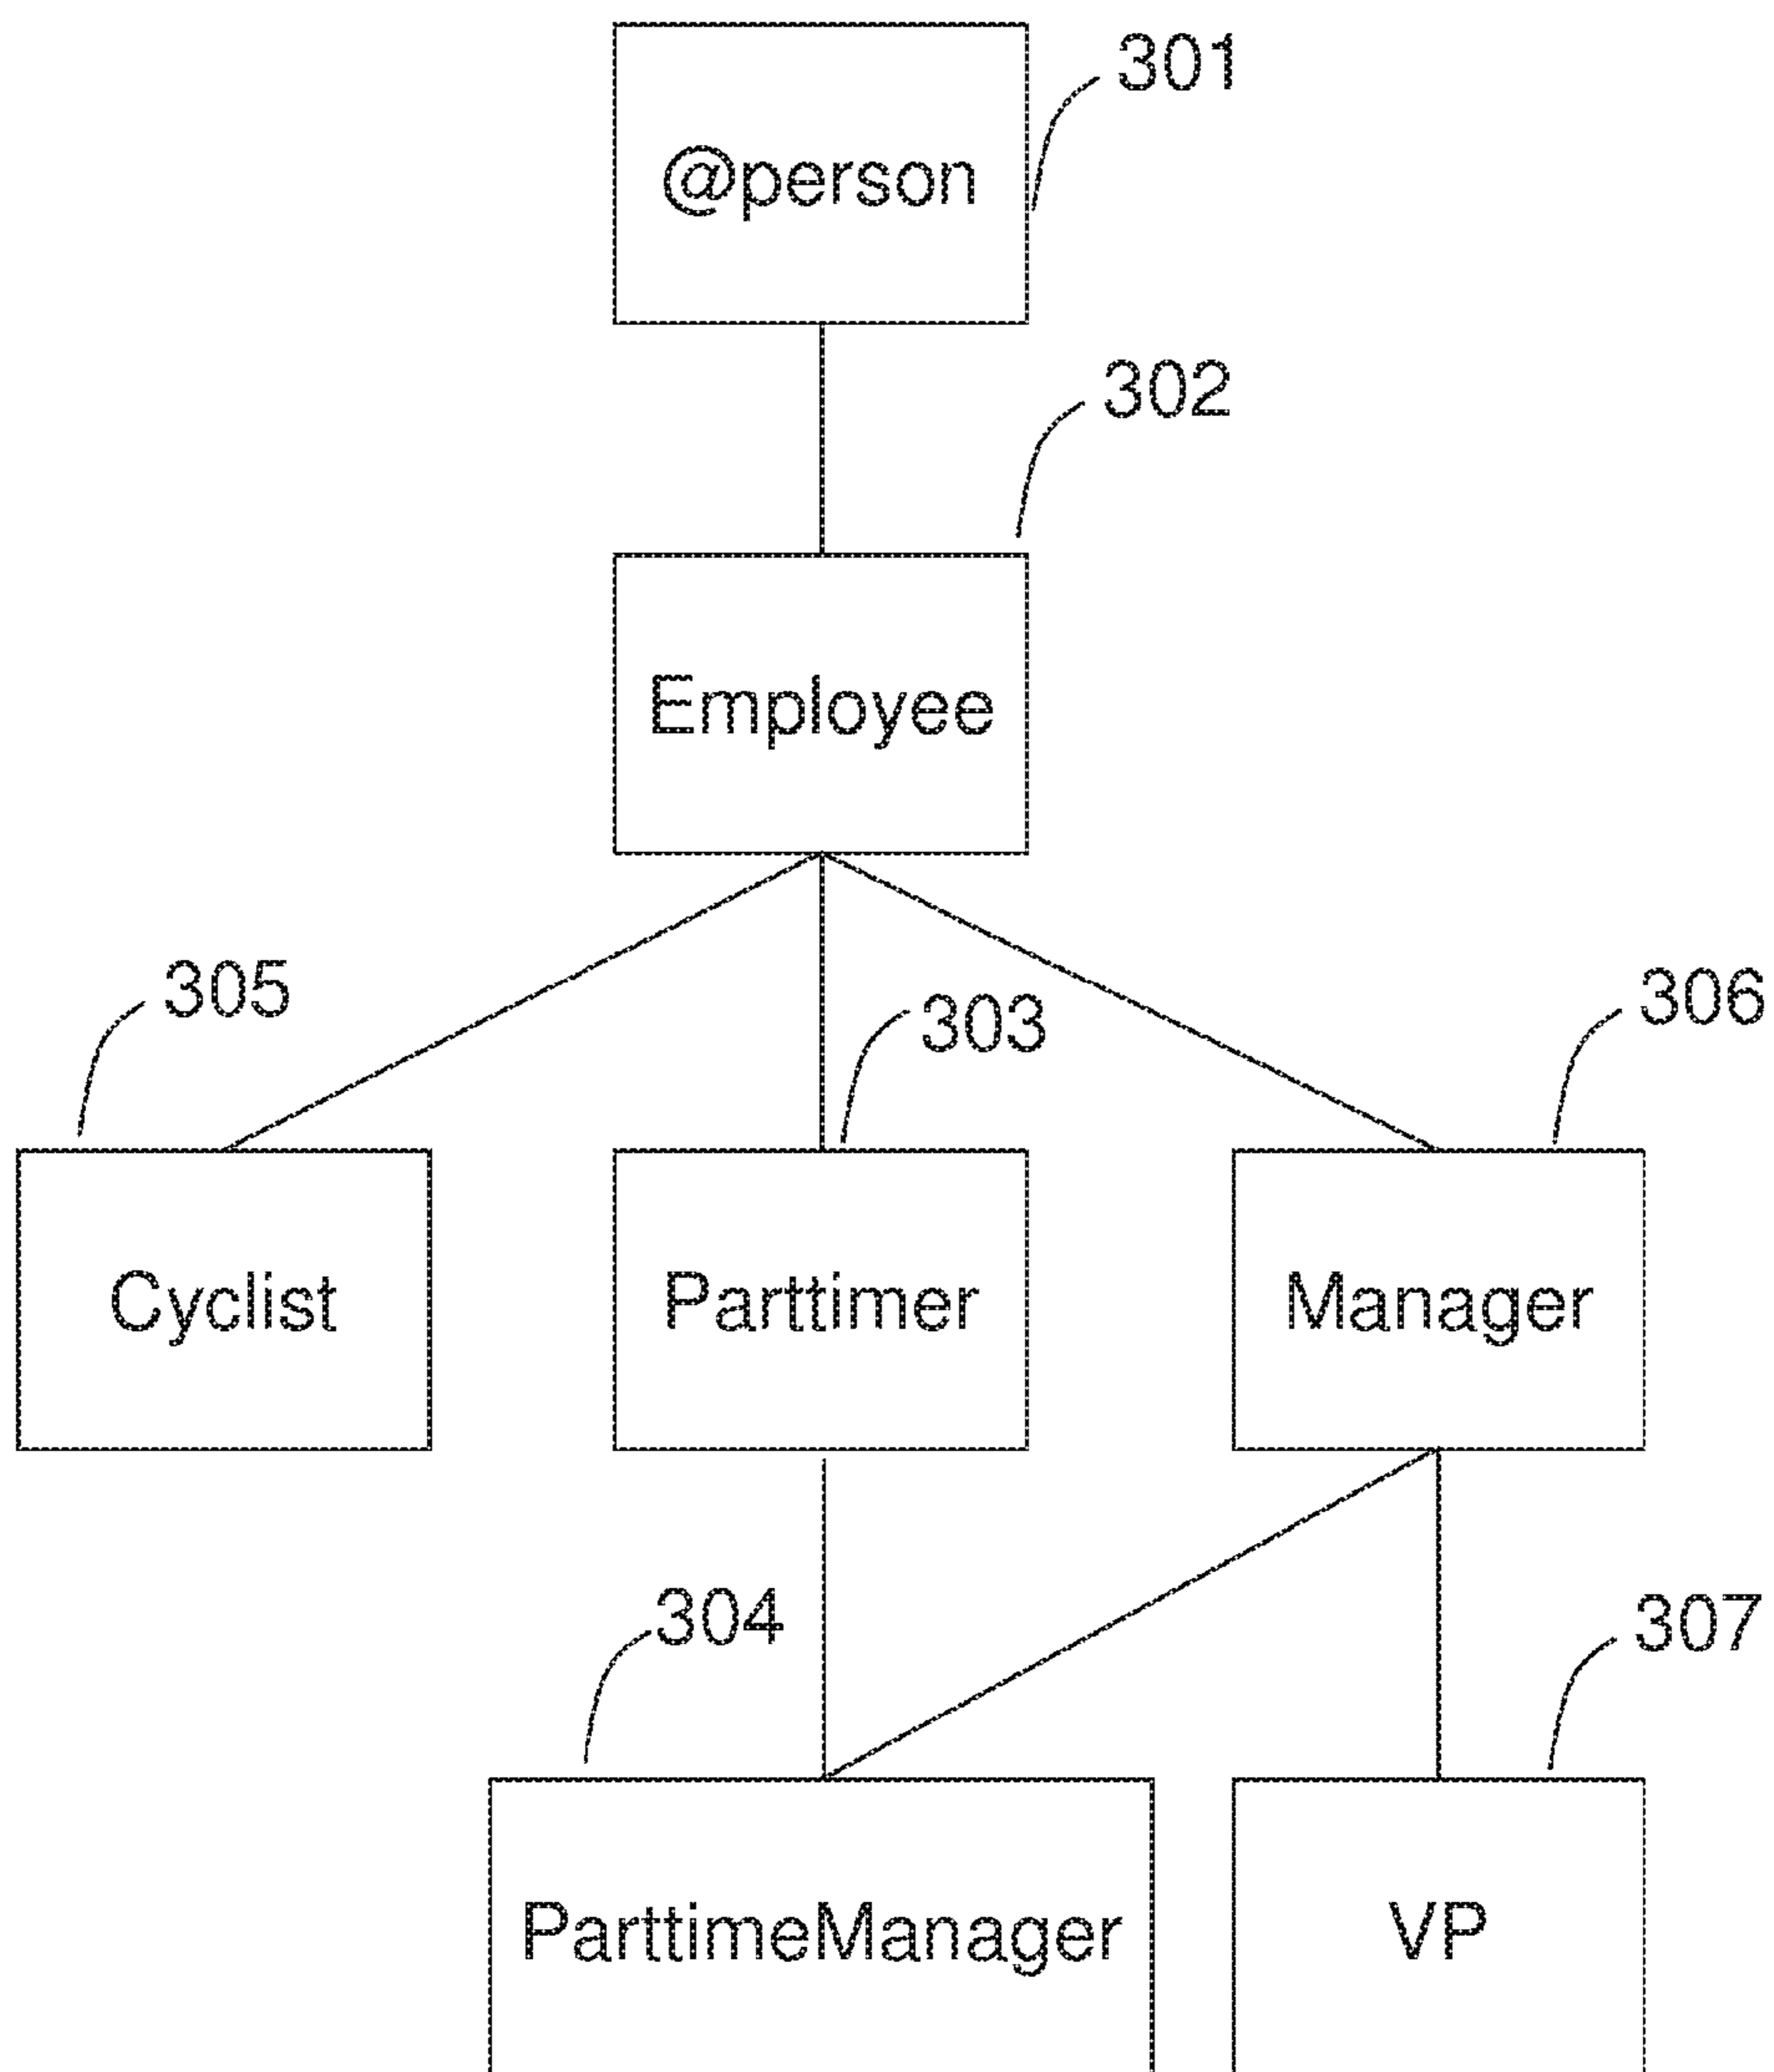 301
@person
302
Employee
305
303
306
Cyclist
Parttimer
Manager
304
307
ParttimeManager
VP